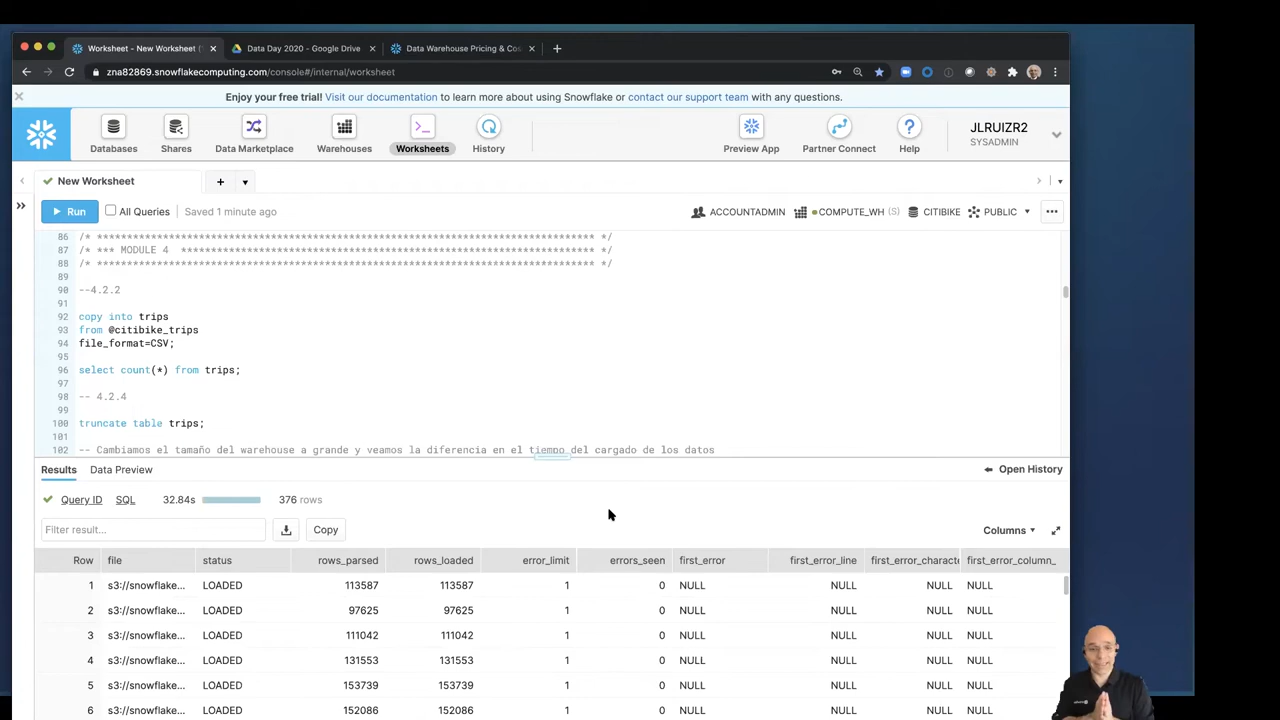 Worksheet - New Worksheet (
Data Day 2020 - Google Drive
Data Warehouse Pricing & Cos
zna82869.snowflakecomputing.com/console#/internal/worksheet
Enjoy your free trial! Visit our documentation to learn more about using Snowflake or contact our support team with any questions.
Databases
Shares
Data Marketplace
Warehouses
Worksheets
History
Preview App
Partner Connect
Help
JLRUIZR2
SYSADMIN
New Worksheet
Run
All Queries
Saved 1 minute ago
ACCOUNTADMIN
COMPUTE_WH (S)
CITIBIKE
PUBLIC
86 /* *************************************************************************** */
87 /* *** MODULE 4 ************************************************************** */
88 /* *************************************************************************** */
89
90 --4.2.2
91
92 copy into trips
93 from @citibike_trips
94 file_format=CSV;
95
96 select count(*) from trips;
97
98 -- 4.2.4
99
100 truncate table trips;
101
102 -- Cambiamos el tamaño del warehouse a grande y veamos la diferencia en el tiempo del cargado de los datos
Results
Data Preview
Open History
Query ID
SQL
32.84s
376 rows
Filter result...
Copy
Columns
Row file status rows_parsed rows_loaded error_limit errors_seen first_error first_error_line first_error_characte first_error_column_
1 s3://snowflake... LOADED 113587 113587 1 0 NULL NULL NULL NULL
2 s3://snowflake... LOADED 97625 97625 1 0 NULL NULL NULL NULL
3 s3://snowflake... LOADED 111042 111042 1 0 NULL NULL NULL NULL
4 s3://snowflake... LOADED 131553 131553 1 0 NULL NULL NULL NULL
5 s3://snowflake... LOADED 153739 153739 1 0 NULL NULL NULL NULL
6 s3://snowflake... LOADED 152086 152086 1 0 NULL NULL NULL NULL